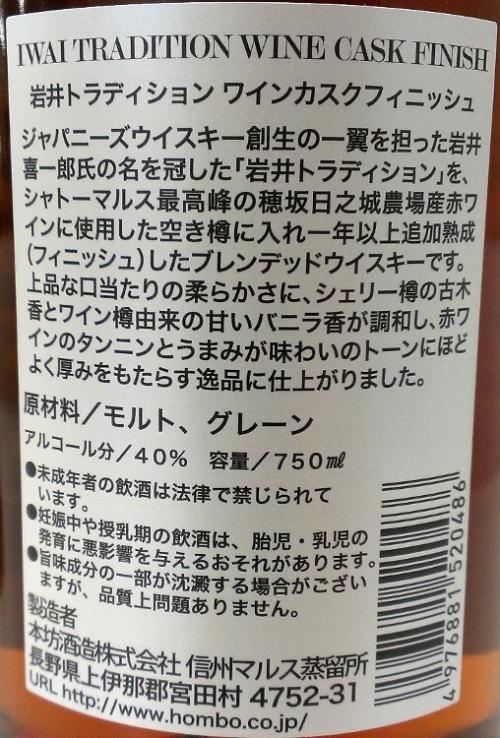 IWAI TRADITION WINE CASK FINISH
岩井トラディション ワインカスクフィニッシュ
ジャパニーズウイスキー創生の一翼を担った岩井
喜一郎氏の名を冠した「岩井トラディション」を、
シャトーマルス最高峰の穂坂日之城農場産赤ワ
インに使用した空き樽に入れ一年以上追加熟成
(フィニッシュ)したブレンデッドウイスキーです。
上品な口当たりの柔らかさに、シェリー樽の古木
香とワイン樽由来の甘いバニラ香が調和し、赤ワ
インのタンニンとうまみが味わいのトーンにほど
よく厚みをもたらす逸品に仕上がりました。
原材料/モルト、グレーン
アルコール分/40% 容量/750㎖
●未成年者の飲酒は法律で禁じられて
います。
●妊娠中や授乳期の飲酒は、胎児・乳児の
発育に悪影響を与えるおそれがあります。
●旨味成分の一部が沈澱する場合がござい
ますが、品質上問題ありません。
製造者
本坊酒造株式会社 信州マルス蒸留所
長野県上伊那郡宮田村 4752-31
URL http://www.hombo.co.jp/
4 976881 520486